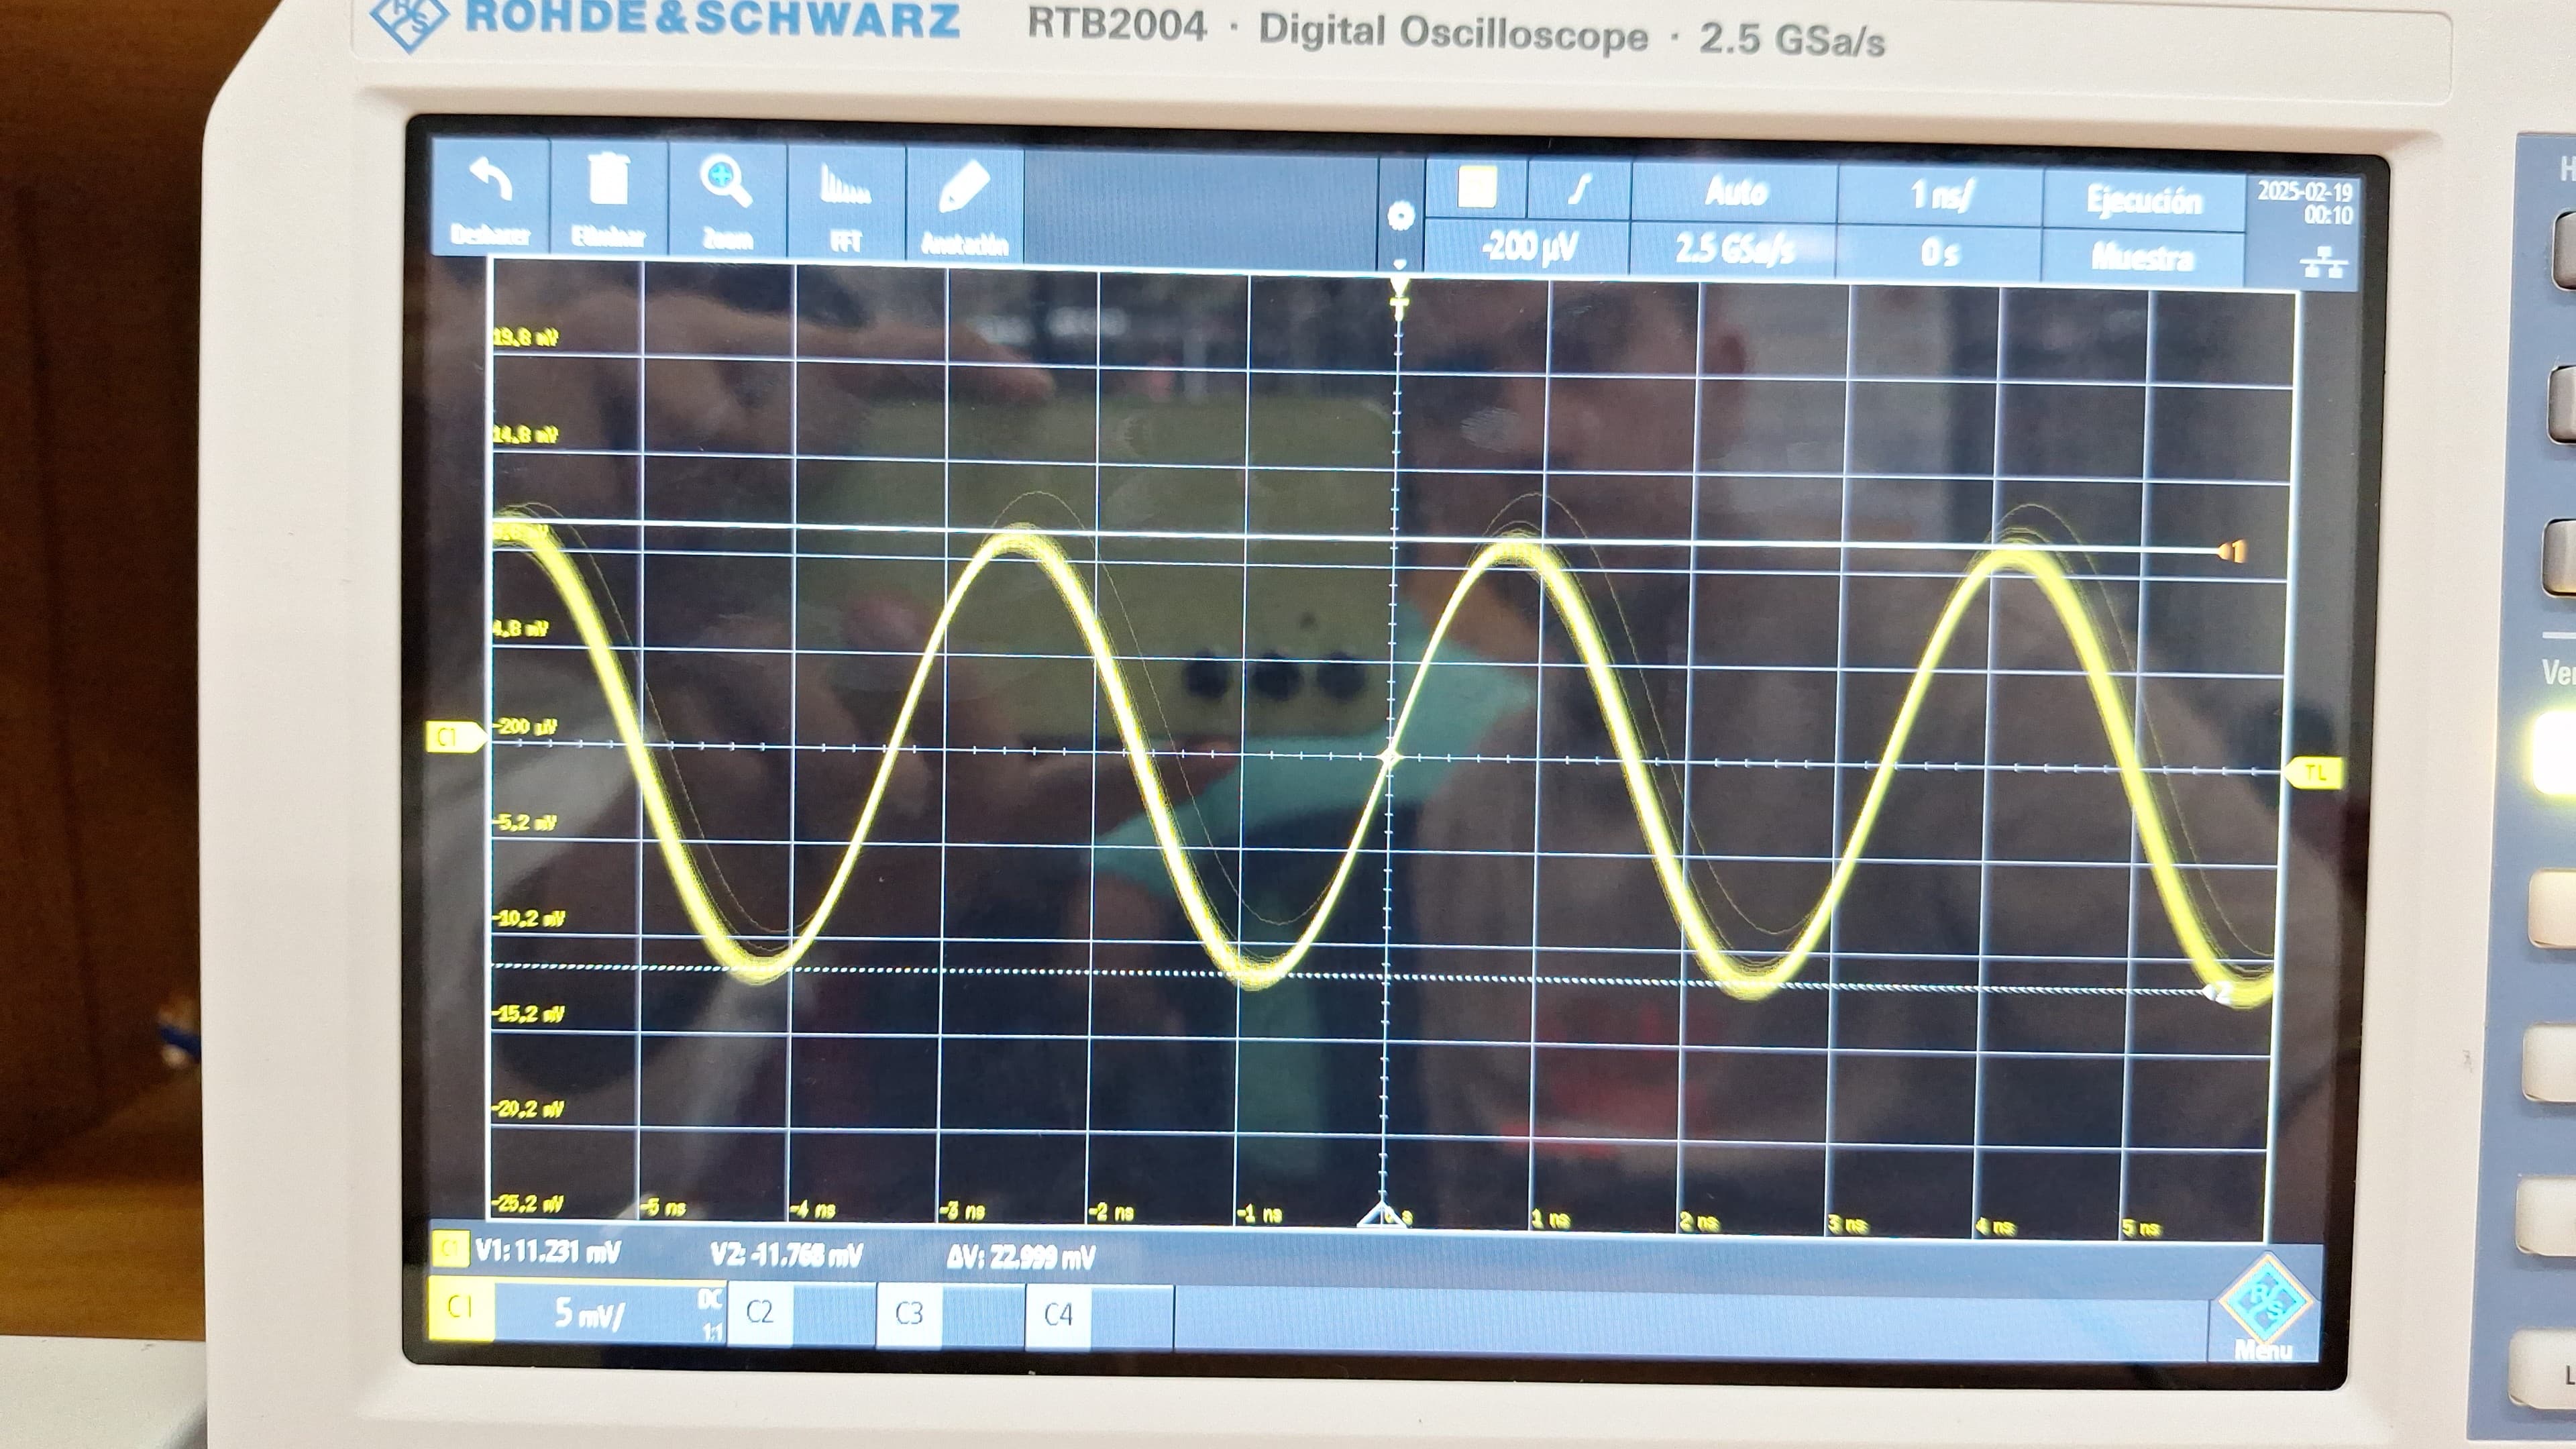 ROHDE&SCHWARZ RTB2004 · Digital Oscilloscope · 2.5 GSa/s
Deshacer Eliminar Zoom FFT Anotación
Auto 1 ns/ Ejecución 2025-02-19
00:10
-200 µV 2.5 GSa/s 0 s Muestra
T
19,8 mV
14,8 mV
1
4,8 mV
C1 -200 µV
TL
-5,2 mV
-10,2 mV
2
-15,2 mV
-20,2 mV
-25,2 mV -5 ns -4 ns -3 ns -2 ns -1 ns 0 s 1 ns 2 ns 3 ns 4 ns 5 ns
C1 V1: 11.231 mV V2: -11.768 mV ΔV: 22.999 mV
C1 5 mV/ DC 1:1 C2 C3 C4
Menu